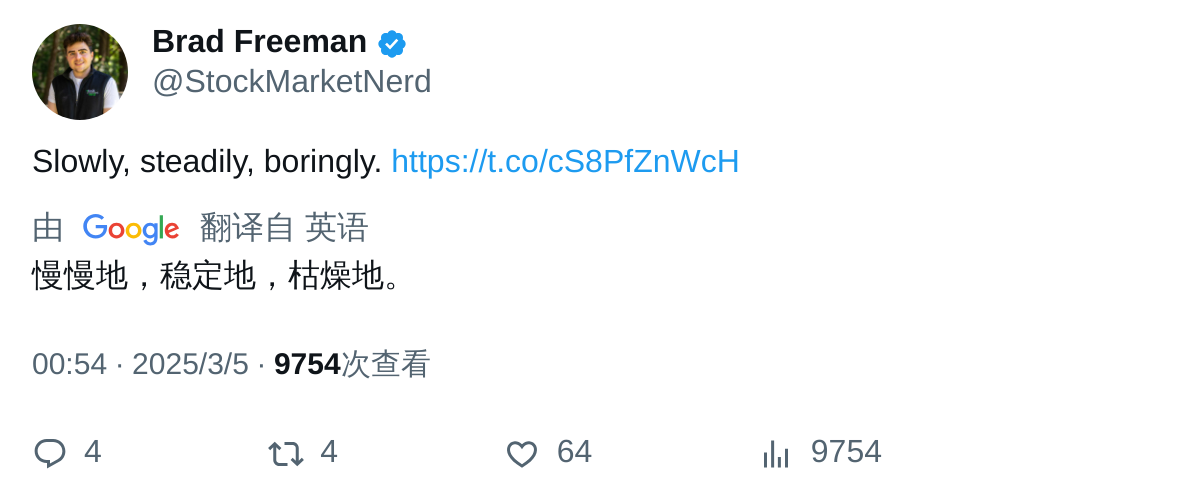 Brad Freeman
@StockMarketNerd
Slowly, steadily, boringly. https://t.co/cS8PfZnWcH
由 Google 翻译自 英语
慢慢地，稳定地，枯燥地。
00:54 · 2025/3/5 · 9754次查看
4 4 64 9754